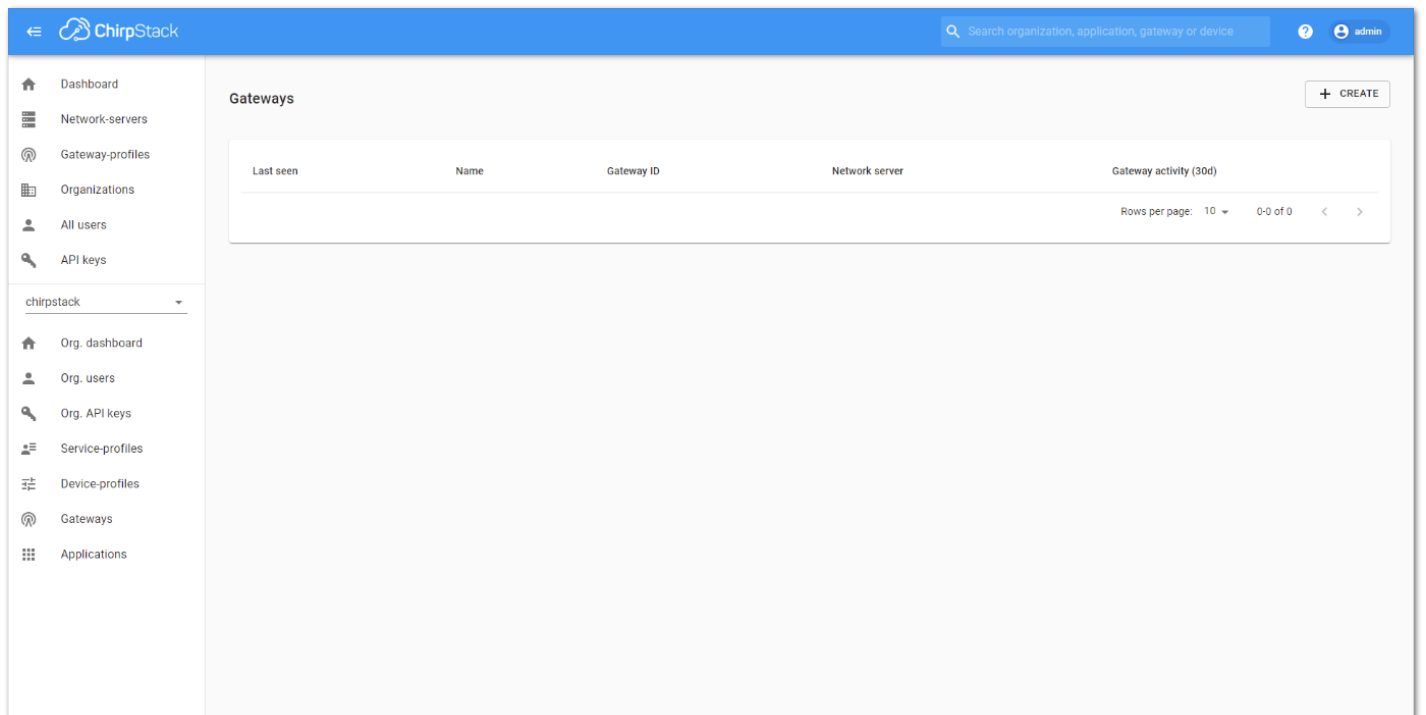 ChirpStack
Search organization, application, gateway or device
? admin
Dashboard
Network-servers
Gateway-profiles
Organizations
All users
API keys
chirpstack
Org. dashboard
Org. users
Org. API keys
Service-profiles
Device-profiles
Gateways
Applications
Gateways
+ CREATE
Last seen Name Gateway ID Network server Gateway activity (30d)
Rows per page: 10 0-0 of 0 < >